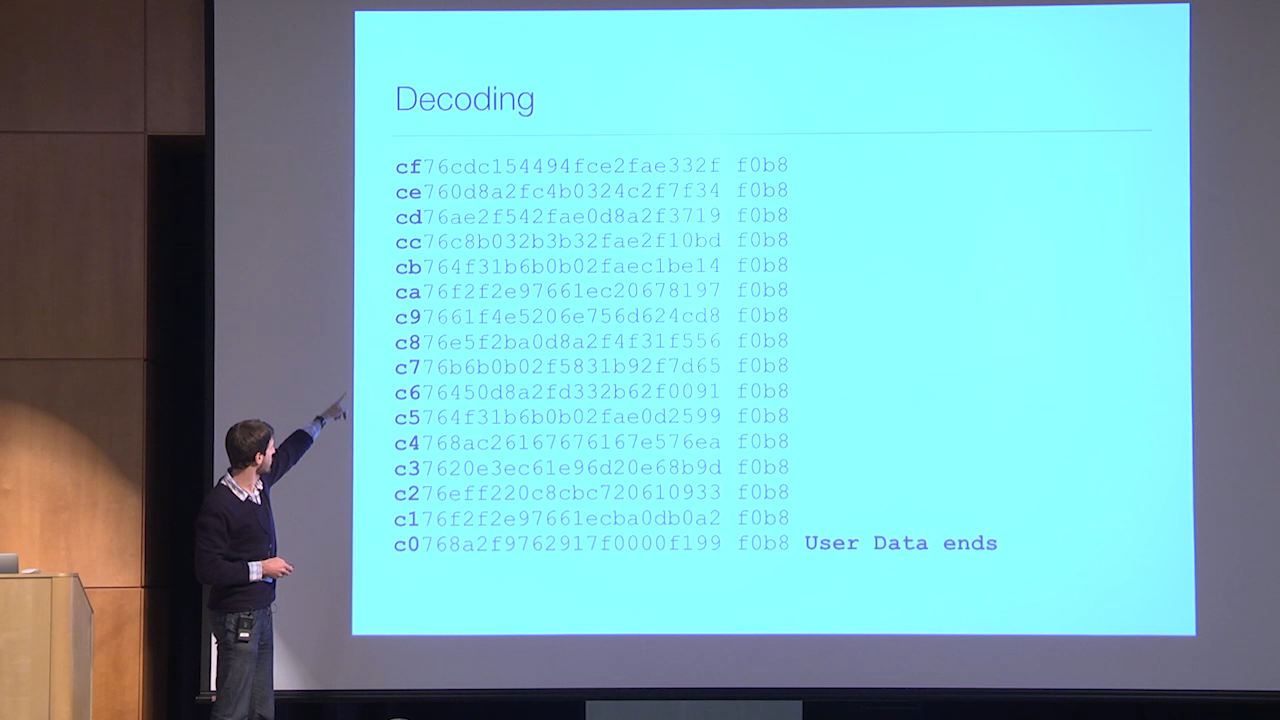 Decoding
cf76cdc154494fce2fae332f f0b8
ce760d8a2fc4b0324c2f7f34 f0b8
cd76ae2f542fae0d8a2f3719 f0b8
cc76c8b032b3b32fae2f10bd f0b8
cb764f31b6b0b02faec1be14 f0b8
ca76f2f2e97661ec20678197 f0b8
c97661f4e5206e756d624cd8 f0b8
c876e5f2ba0d8a2f4f31f556 f0b8
c776b6b0b02f5831b92f7d65 f0b8
c676450d8a2fd332b62f0091 f0b8
c5764f31b6b0b02fae0d2599 f0b8
c4768ac26167676167e576ea f0b8
c37620e3ec61e96d20e68b9d f0b8
c276eff220c8cbc720610933 f0b8
c176f2f2e97661ecba0db0a2 f0b8
c0768a2f9762917f0000f199 f0b8 User Data ends